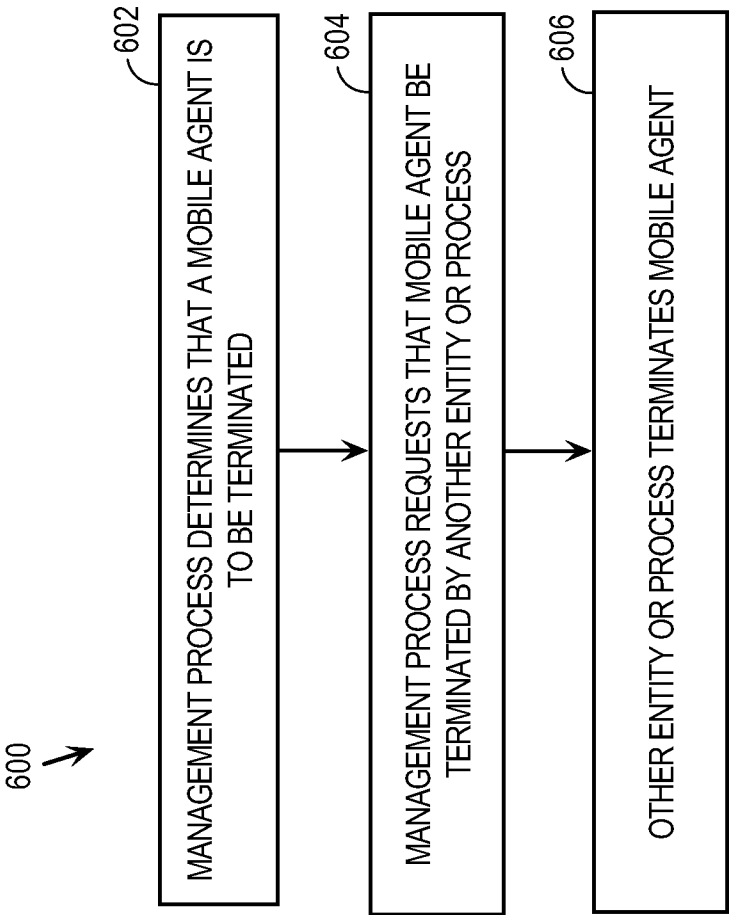 600
602
MANAGEMENT PROCESS DETERMINES THAT A MOBILE AGENT IS
TO BE TERMINATED
604
MANAGEMENT PROCESS REQUESTS THAT MOBILE AGENT BE
TERMINATED BY ANOTHER ENTITY OR PROCESS
606
OTHER ENTITY OR PROCESS TERMINATES MOBILE AGENT